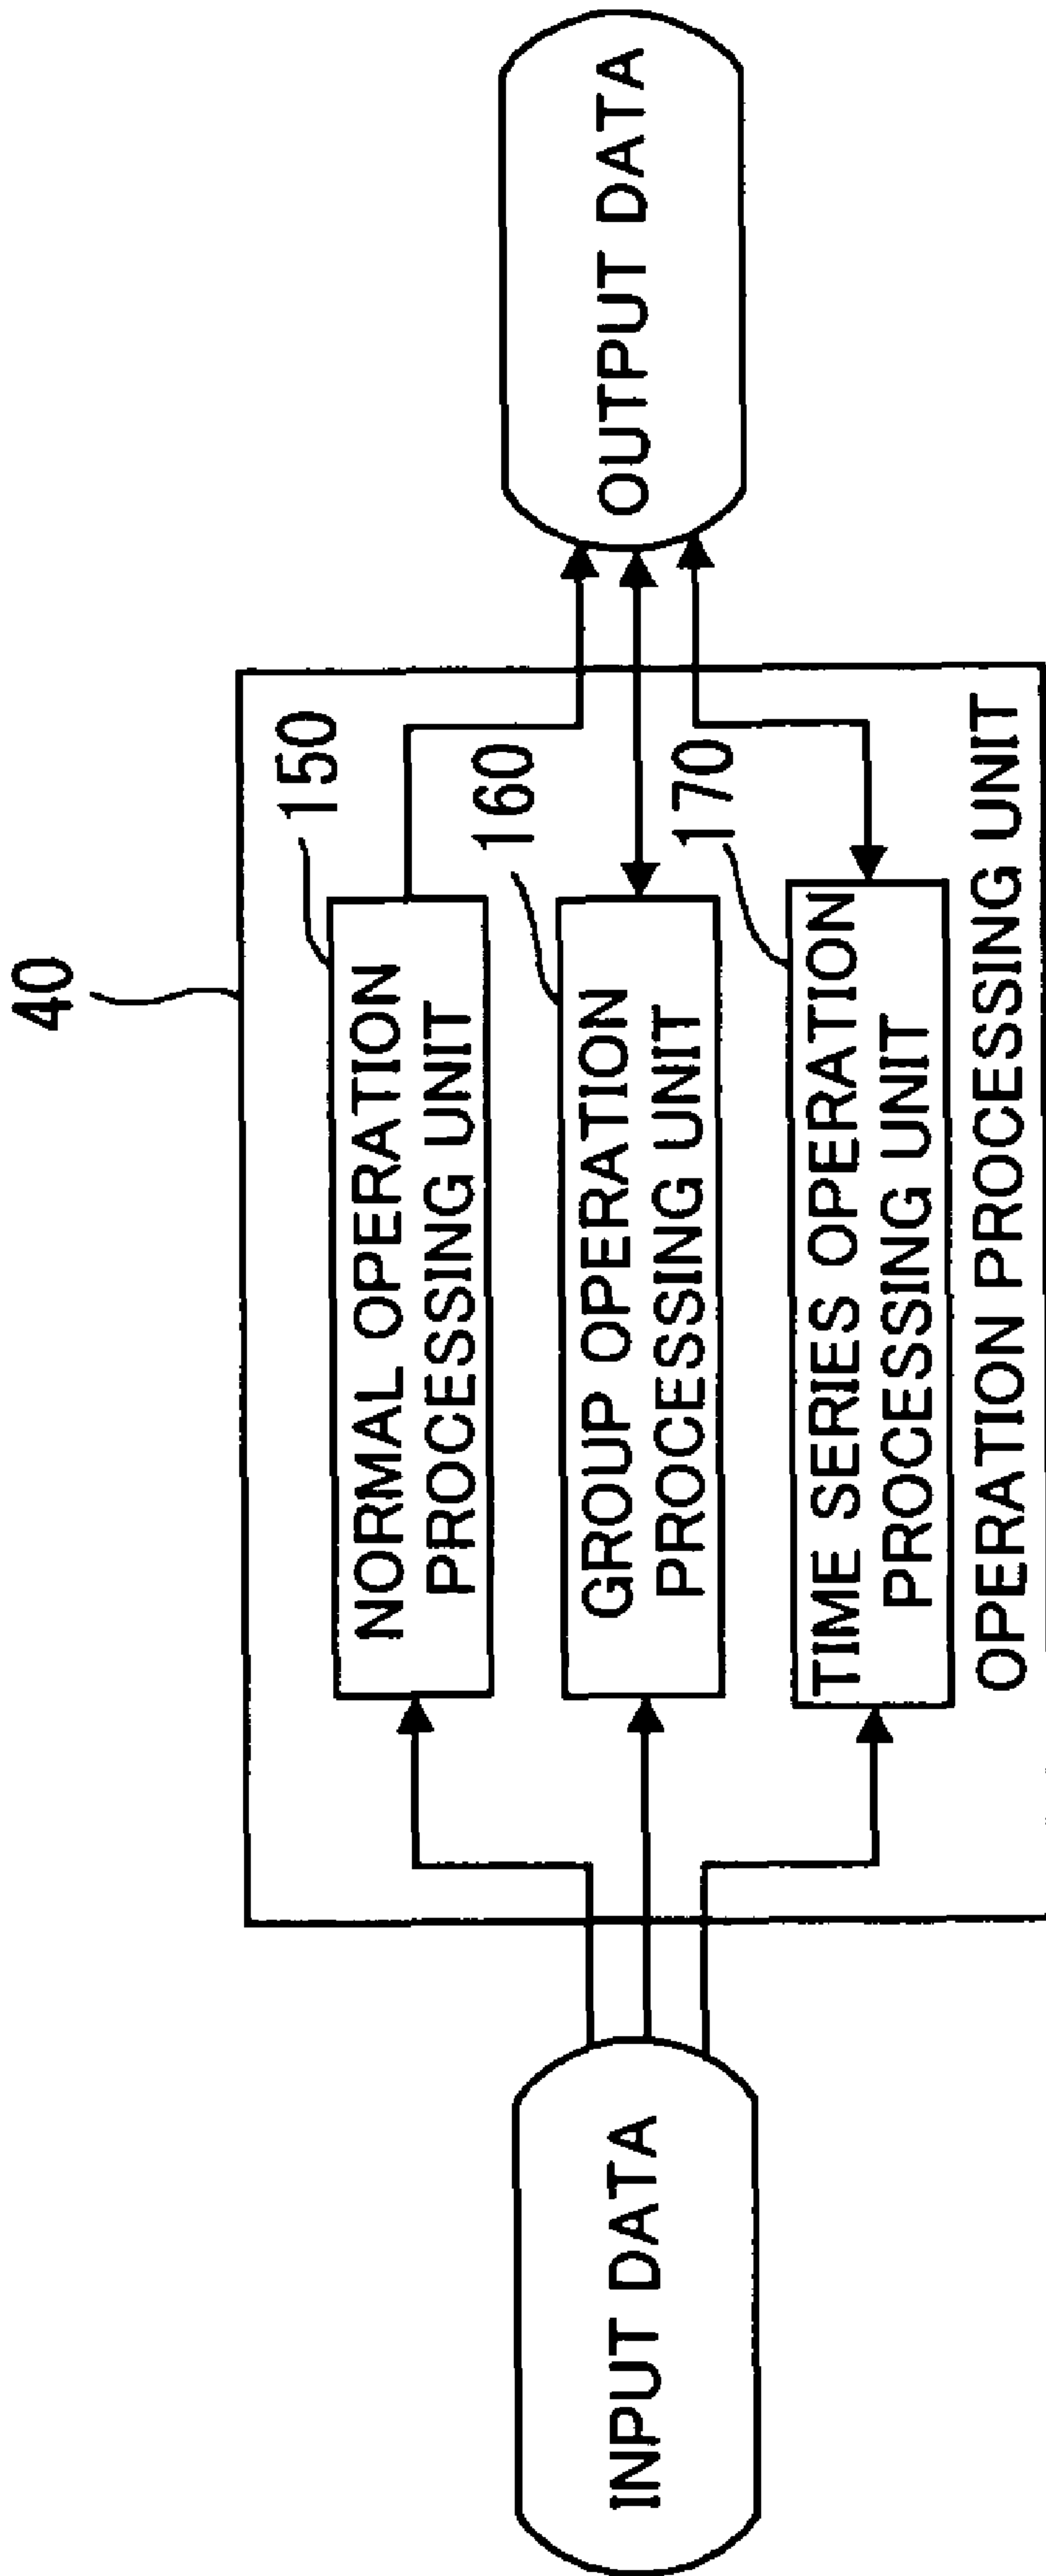 40
INPUT DATA
150
NORMAL OPERATION
PROCESSING UNIT
160
GROUP OPERATION
PROCESSING UNIT
170
TIME SERIES OPERATION
PROCESSING UNIT
OPERATION PROCESSING UNIT
OUTPUT DATA